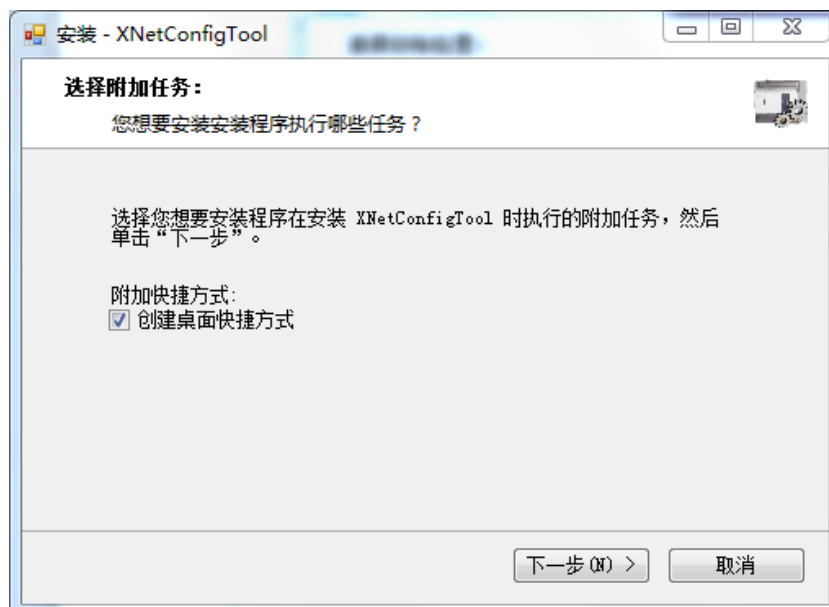 安装 - XNetConfigTool
选择附加任务:
您想要安装安装程序执行哪些任务?
选择您想要安装程序在安装 XNetConfigTool 时执行的附加任务，然后
单击“下一步”。
附加快捷方式:
创建桌面快捷方式
下一步(N) >
取消